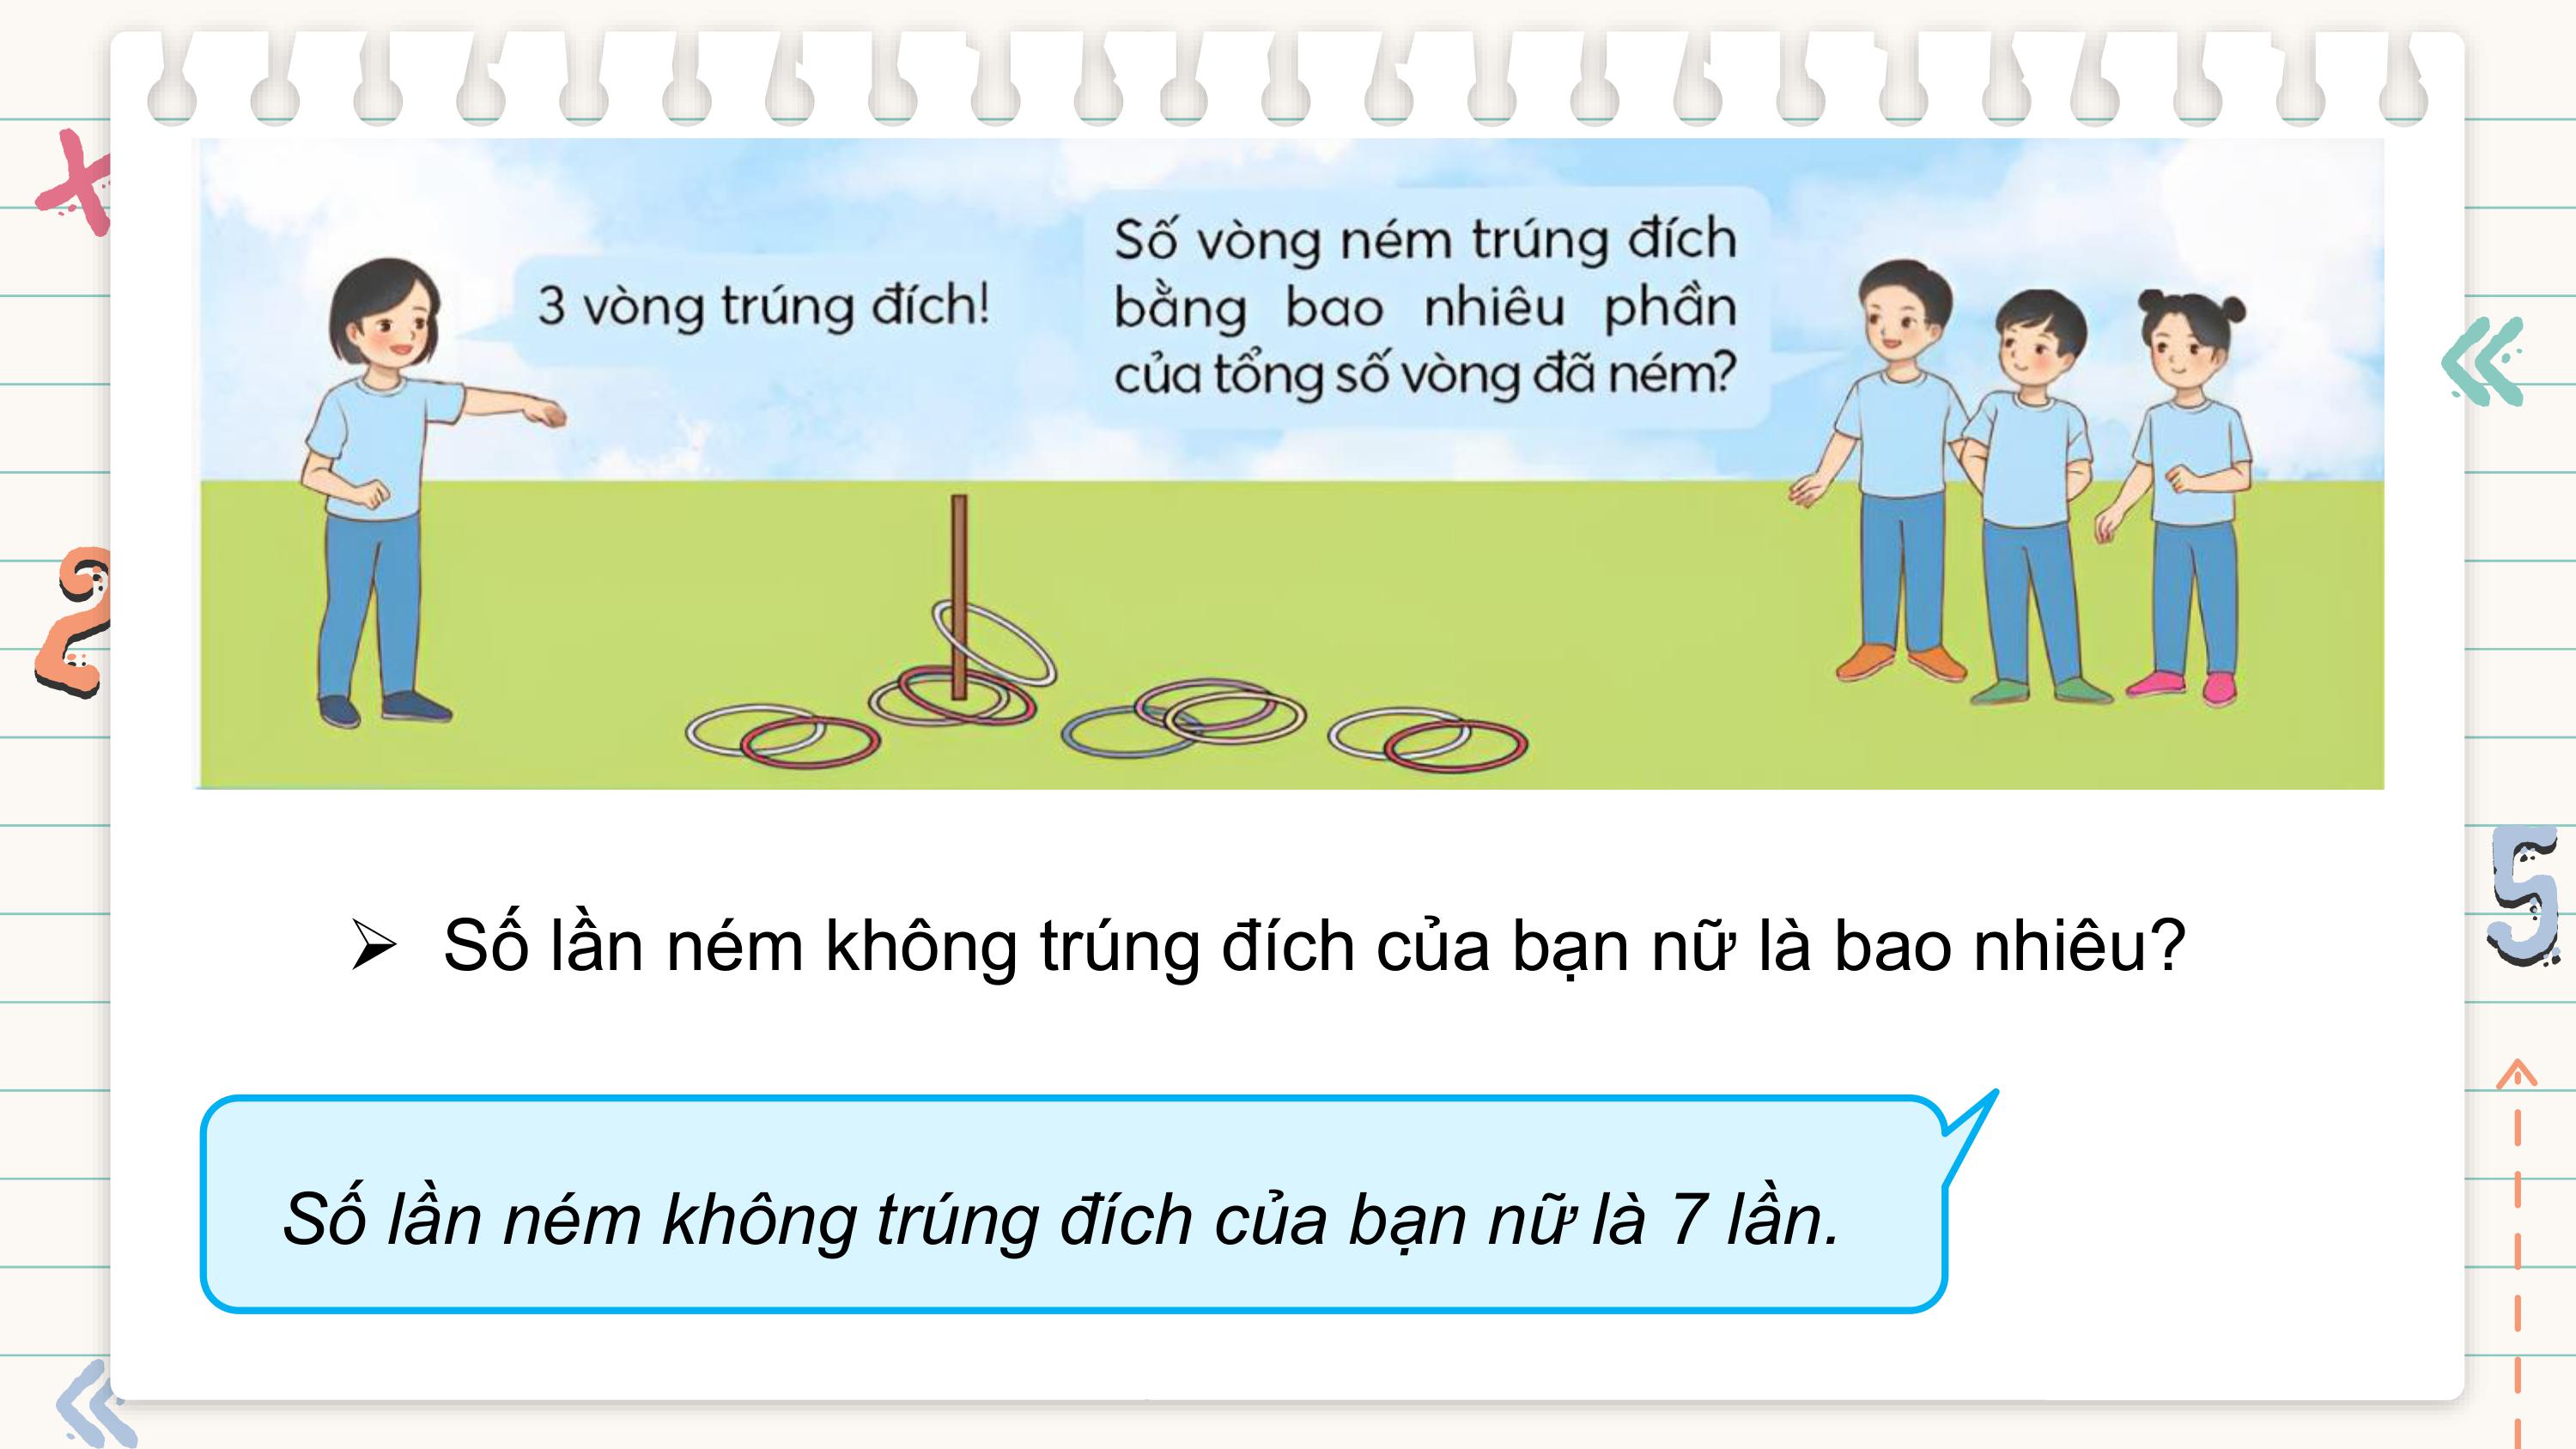 3 vòng trúng đích!
Số vòng ném trúng đích
bằng bao nhiêu phần
của tổng số vòng đã ném?
2
5
➢ Số lần ném không trúng đích của bạn nữ là bao nhiêu?
Số lần ném không trúng đích của bạn nữ là 7 lần.